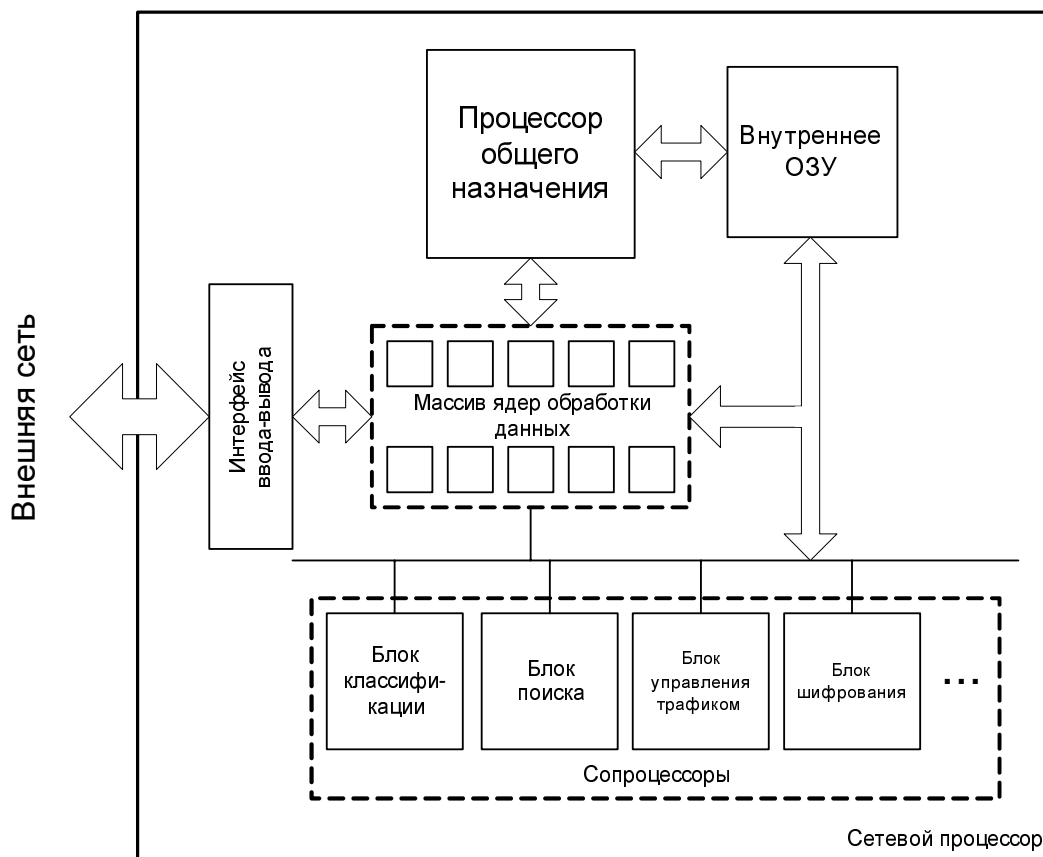 Процессор
общего
назначения
Внутреннее
ОЗУ
Внешняя сеть
Интерфейс
ввода-вывода
Массив ядер обработки
данных
Блок
классифи-
кации
Блок
поиска
Блок
управления
трафиком
Блок
шифрования
...
Сопроцессоры
Сетевой процессор